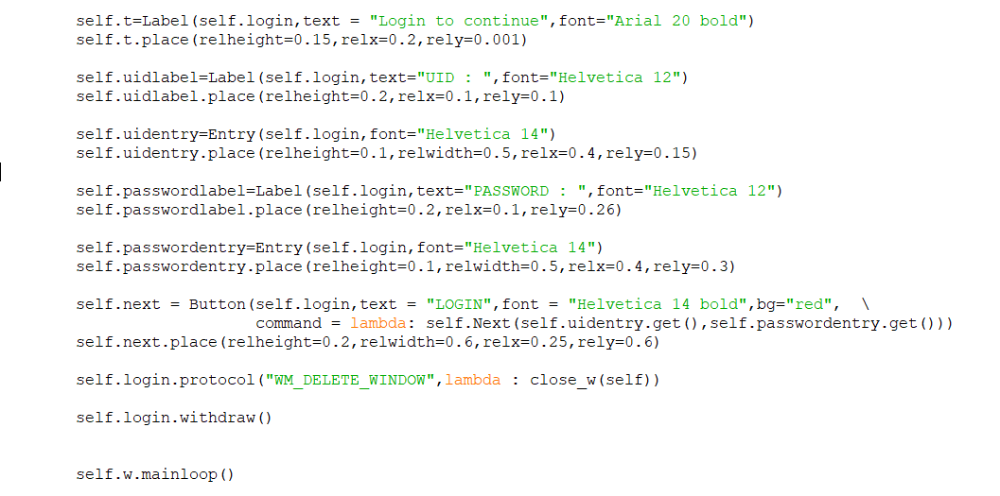 self.t=Label(self.login,text = "Login to continue",font="Arial 20 bold")
self.t.place(relheight=0.15,relx=0.2,rely=0.001)
self.uidlabel=Label(self.login,text="UID : ",font="Helvetica 12")
self.uidlabel.place(relheight=0.2,relx=0.1,rely=0.1)
self.uidentry=Entry(self.login,font="Helvetica 14")
self.uidentry.place(relheight=0.1,relwidth=0.5,relx=0.4,rely=0.15)
self.passwordlabel=Label(self.login,text="PASSWORD : ",font="Helvetica 12")
self.passwordlabel.place(relheight=0.2,relx=0.1,rely=0.26)
self.passwordentry=Entry(self.login,font="Helvetica 14")
self.passwordentry.place(relheight=0.1,relwidth=0.5,relx=0.4,rely=0.3)
self.next = Button(self.login,text = "LOGIN",font = "Helvetica 14 bold",bg="red",  \
                   command = lambda: self.Next(self.uidentry.get(),self.passwordentry.get()))
self.next.place(relheight=0.2,relwidth=0.6,relx=0.25,rely=0.6)
self.login.protocol("WM_DELETE_WINDOW",lambda : close_w(self))
self.login.withdraw()
self.w.mainloop()